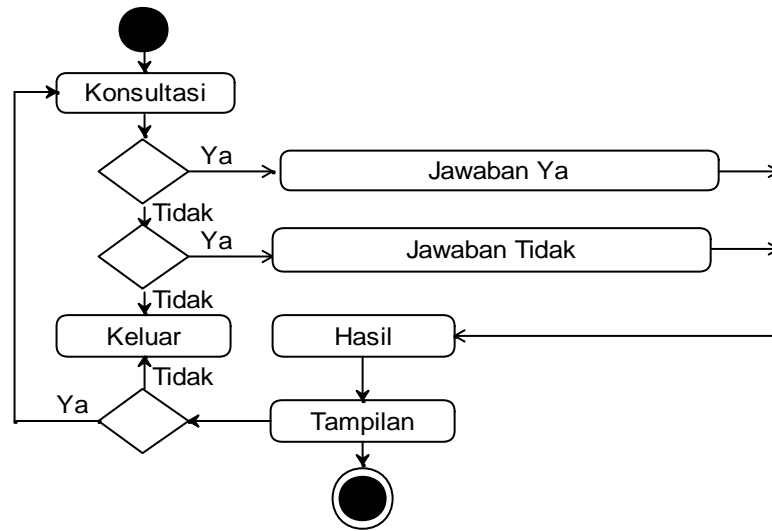 Konsultasi
Ya
Jawaban Ya
Tidak
Ya
Jawaban Tidak
Tidak
Keluar
Hasil
Tidak
Ya
Tampilan